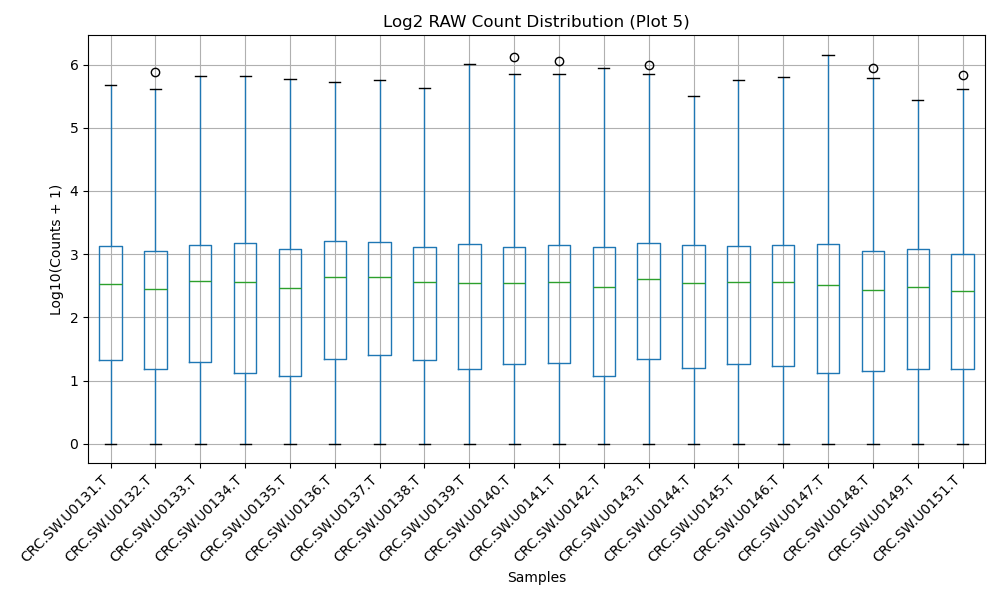 Log2 RAW Count Distribution (Plot 5)
Log10(Counts + 1)
6
5
4
3
2
1
0
CRC.SW.U0131.T
CRC.SW.U0132.T
CRC.SW.U0133.T
CRC.SW.U0134.T
CRC.SW.U0135.T
CRC.SW.U0136.T
CRC.SW.U0137.T
CRC.SW.U0138.T
CRC.SW.U0139.T
CRC.SW.U0140.T
CRC.SW.U0141.T
CRC.SW.U0142.T
CRC.SW.U0143.T
CRC.SW.U0144.T
CRC.SW.U0145.T
CRC.SW.U0146.T
CRC.SW.U0147.T
CRC.SW.U0148.T
CRC.SW.U0149.T
CRC.SW.U0151.T
Samples